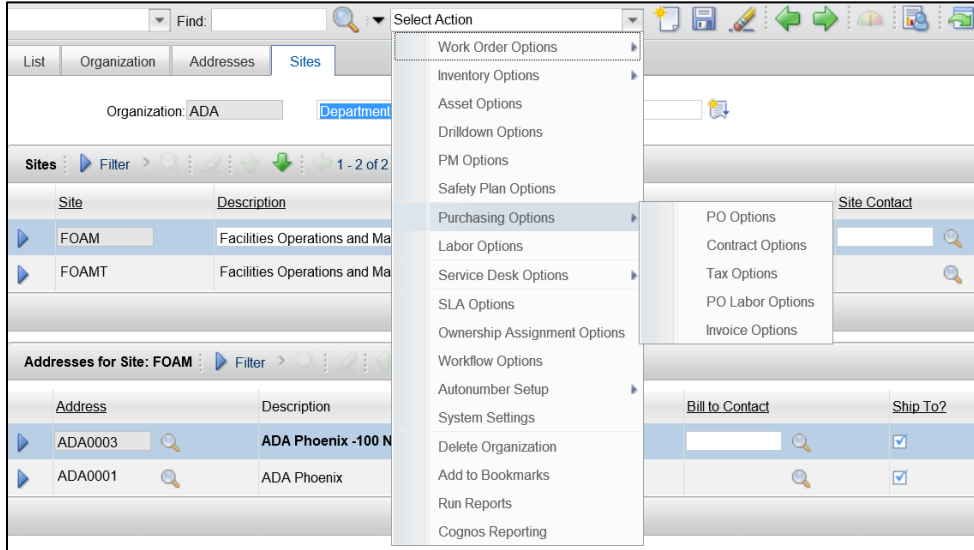 Find: Select Action
List Organization Addresses Sites
Organization: ADA Department
Sites Filter 1 - 2 of 2
Site Description Site Contact
FOAM Facilities Operations and Ma
FOAMT Facilities Operations and Ma
Addresses for Site: FOAM Filter
Address Description Bill to Contact Ship To?
ADA0003 ADA Phoenix -100 N
ADA0001 ADA Phoenix
Work Order Options
Inventory Options
Asset Options
Drilldown Options
PM Options
Safety Plan Options
Purchasing Options
Labor Options
Service Desk Options
SLA Options
Ownership Assignment Options
Workflow Options
Autonumber Setup
System Settings
Delete Organization
Add to Bookmarks
Run Reports
Cognos Reporting
PO Options
Contract Options
Tax Options
PO Labor Options
Invoice Options